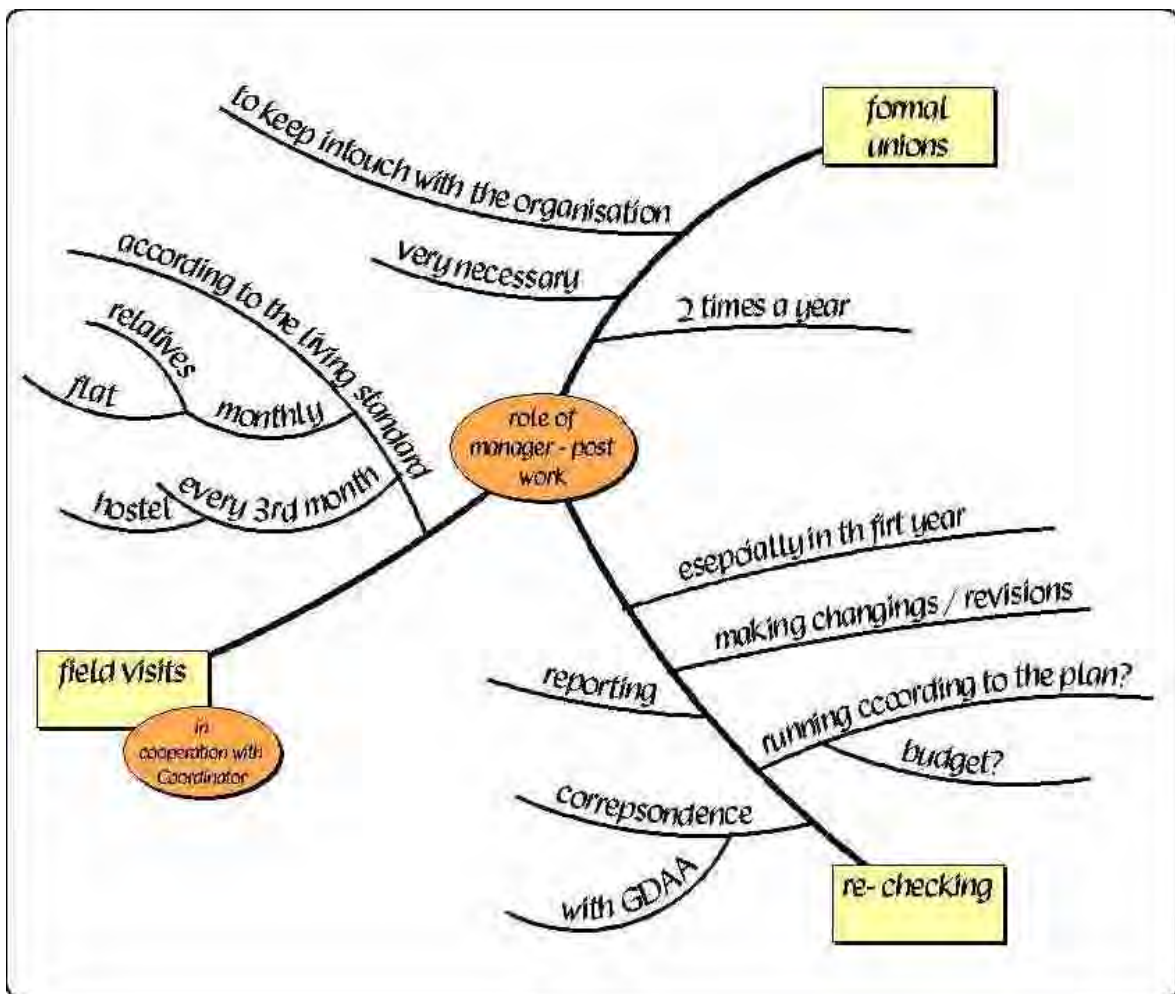 formal
unions
to keep intouch with the organisation
very necessary
2 times a year
according to the living standard
relatives
flat
monthly
every 3rd month
hostel
role of
manager - post
work
field visits
in
cooperation with
Coordinator
esepcially in th firt year
making changings / revisions
reporting
running ccoording to the plan?
budget?
correpsondence
with GDAA
re- checking